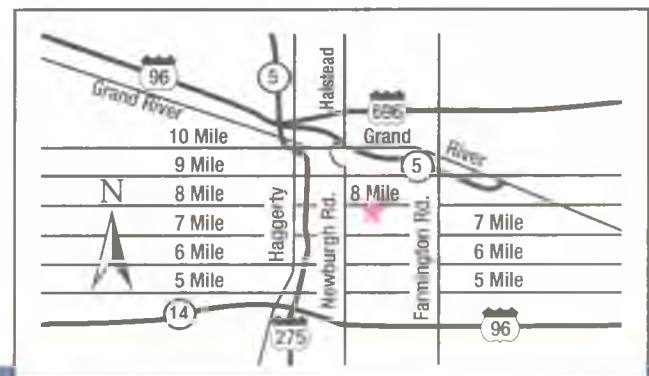 96
5
Halstead
696
Grand River
10 Mile
Grand
River
9 Mile
5
N
8 Mile
8 Mile
Haggerty
Newburgh Rd.
Farmington Rd.
7 Mile
7 Mile
6 Mile
6 Mile
5 Mile
5 Mile
14
275
96